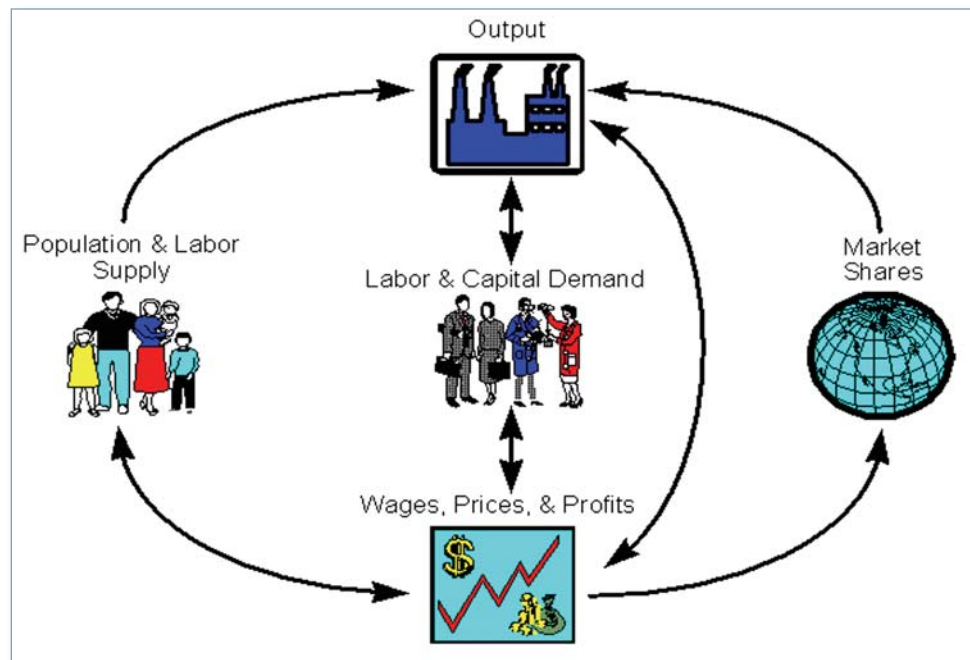 Output
Population & Labor
Supply
Labor & Capital Demand
Market
Shares
Wages, Prices, & Profits
$